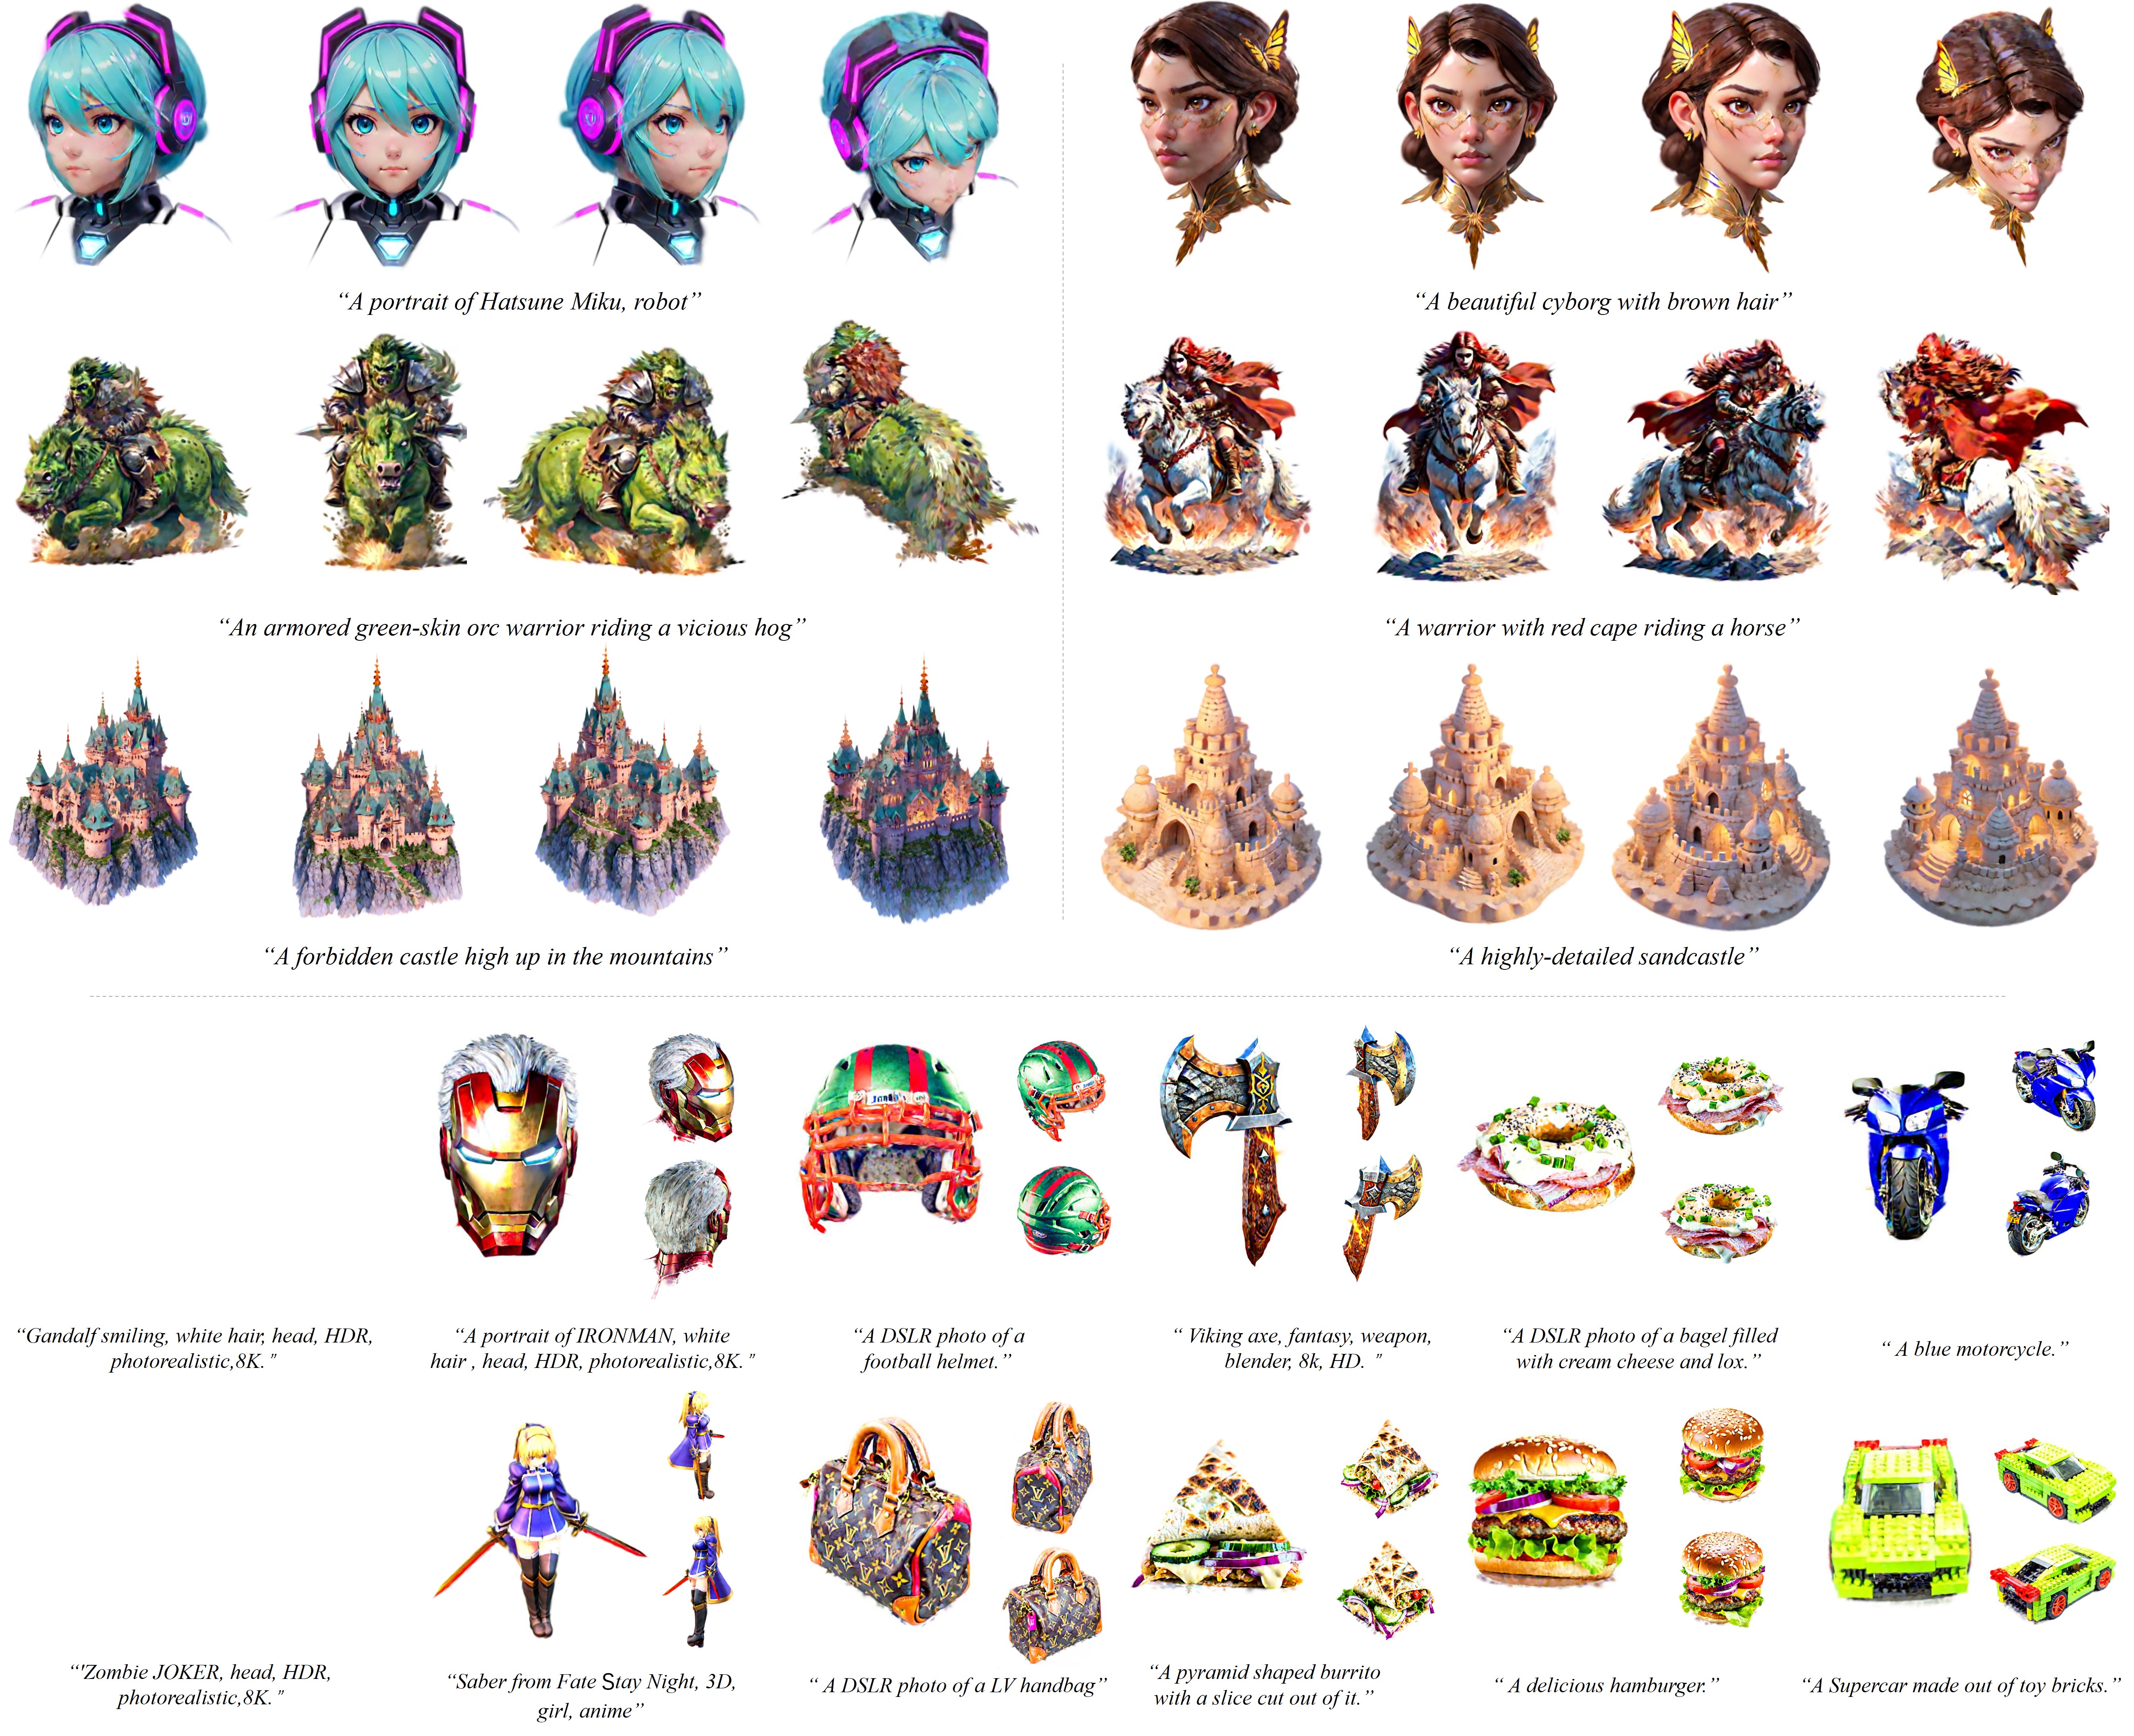 “A portrait of Hatsune Miku, robot”
“A beautiful cyborg with brown hair”
“An armored green-skin orc warrior riding a vicious hog”
“A warrior with red cape riding a horse”
“A forbidden castle high up in the mountains”
“A highly-detailed sandcastle”
“Gandalf smiling, white hair, head, HDR,
photorealistic,8K."
“A portrait of IRONMAN, white
hair , head, HDR, photorealistic,8K."
“A DSLR photo of a
football helmet.”
“ Viking axe, fantasy, weapon,
blender, 8k, HD. "
“A DSLR photo of a bagel filled
with cream cheese and lox.”
“ A blue motorcycle.”
“'Zombie JOKER, head, HDR,
photorealistic,8K."
“Saber from Fate Stay Night, 3D,
girl, anime”
“ A DSLR photo of a LV handbag”
“A pyramid shaped burrito
with a slice cut out of it.”
“ A delicious hamburger.”
“A Supercar made out of toy bricks.”